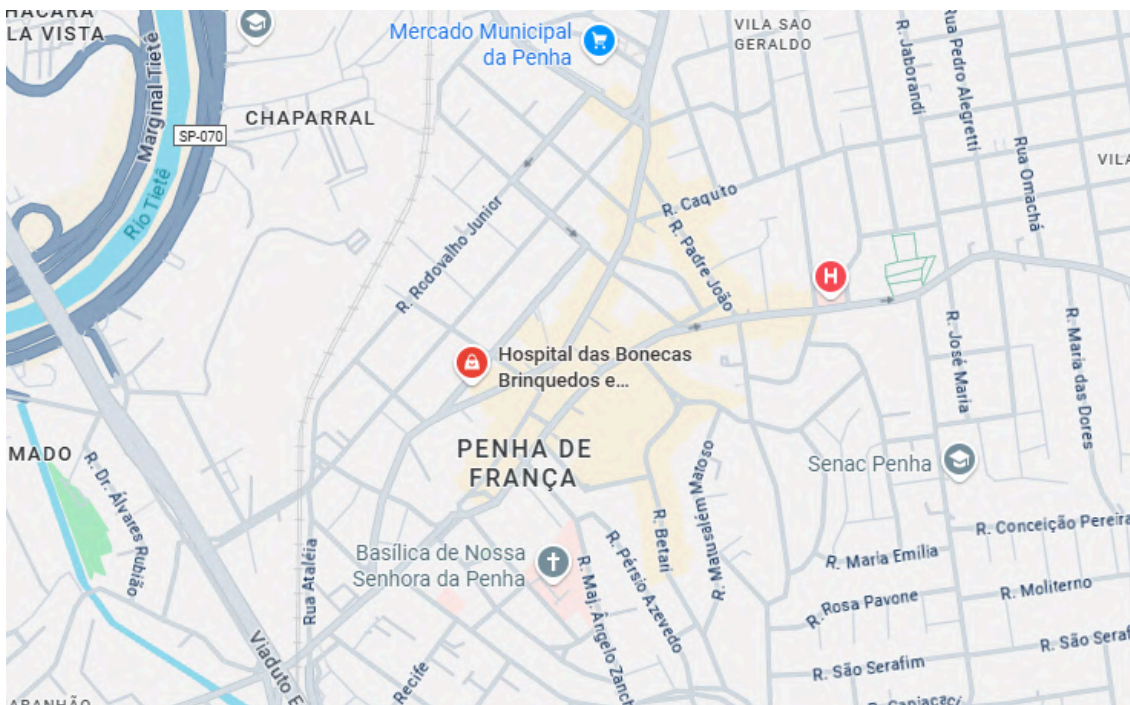 HACARA
LA VISTA
Marginal Tietê
SP-070
Rio Tietê
CHAPARRAL
Mercado Municipal
da Penha
VILA SAO
GERALDO
R. Jaborandi
Rua Pedro Alegretti
Rua Omachá
VILA
R. Caquto
R. Padre João
R. Rodovalho Junior
H
Hospital das Bonecas
Brinquedos e...
R. José Maria
R. Maria das Dores
PENHA DE
FRANÇA
MADO
R. Dr. Álvares Rubião
Rua Ataléia
Senac Penha
R. Matusalém Matoso
R. Betari
Basílica de Nossa
Senhora da Penha
R. Maj. Ângelo Zanch
R. Pérsio Azevedo
R. Conceição Pereira
R. Maria Emília
R. Moliterno
R. Rosa Pavone
R. São Seraf
R. São Serafim
Viaduto E
Recife